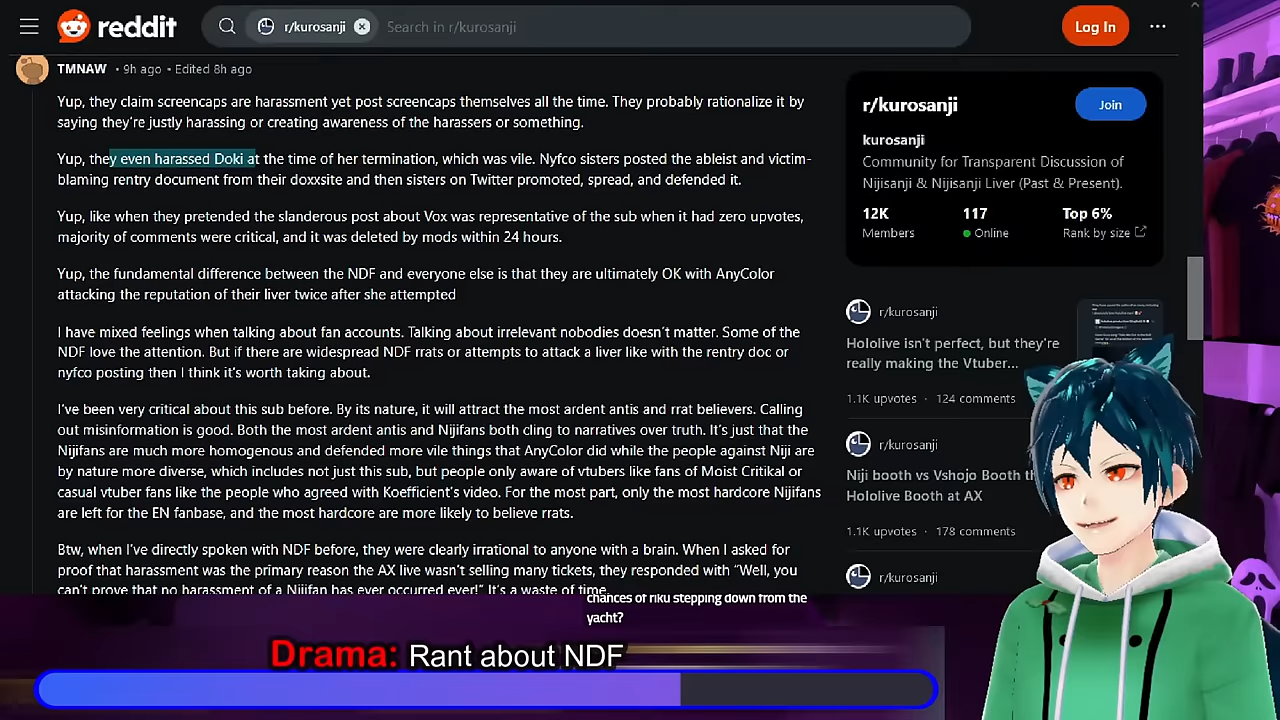 reddit
r/kurosanji
Search in r/kurosanji
Log In
TMNAW • 9h ago • Edited 8h ago
Yup, they claim screencaps are harassment yet post screencaps themselves all the time. They probably rationalize it by
saying they're justly harassing or creating awareness of the harassers or something.
Yup, they even harassed Doki at the time of her termination, which was vile. Nyfco sisters posted the ableist and victim-
blaming rentry document from their doxxsite and then sisters on Twitter promoted, spread, and defended it.
Yup, like when they pretended the slanderous post about Vox was representative of the sub when it had zero upvotes,
majority of comments were critical, and it was deleted by mods within 24 hours.
Yup, the fundamental difference between the NDF and everyone else is that they are ultimately OK with AnyColor
attacking the reputation of their liver twice after she attempted
I have mixed feelings when talking about fan accounts. Talking about irrelevant nobodies doesn't matter. Some of the
NDF love the attention. But if there are widespread NDF rrats or attempts to attack a liver like with the rentry doc or
nyfco posting then I think it's worth taking about.
I've been very critical about this sub before. By its nature, it will attract the most ardent antis and rrat believers. Calling
out misinformation is good. Both the most ardent antis and Nijifans both cling to narratives over truth. It's just that the
Nijifans are much more homogenous and defended more vile things that AnyColor did while the people against Niji are
by nature more diverse, which includes not just this sub, but people only aware of vtubers like fans of Moist Critikal or
casual vtuber fans like the people who agreed with Koefficient's video. For the most part, only the most hardcore Nijifans
are left for the EN fanbase, and the most hardcore are more likely to believe rrats.
Btw, when I've directly spoken with NDF before, they were clearly irrational to anyone with a brain. When I asked for
proof that harassment was the primary reason the AX live wasn't selling many tickets, they responded with "Well, you
can't prove that no harassment of a Nijifan has ever occurred ever!" It's a waste of time.
r/kurosanji
Join
kurosanji
Community for Transparent Discussion of
Nijisanji & Nijisanji Liver (Past & Present).
12K 117 Top 6%
Members Online Rank by size
r/kurosanji
Hololive isn't perfect, but they're
really making the Vtuber...
1.1K upvotes · 124 comments
r/kurosanji
Niji booth vs Vshojo Booth
Hololive Booth at AX
1.1K upvotes · 178 comments
r/kurosanji
chances of riku stepping down from the
yacht?
Drama: Rant about NDF